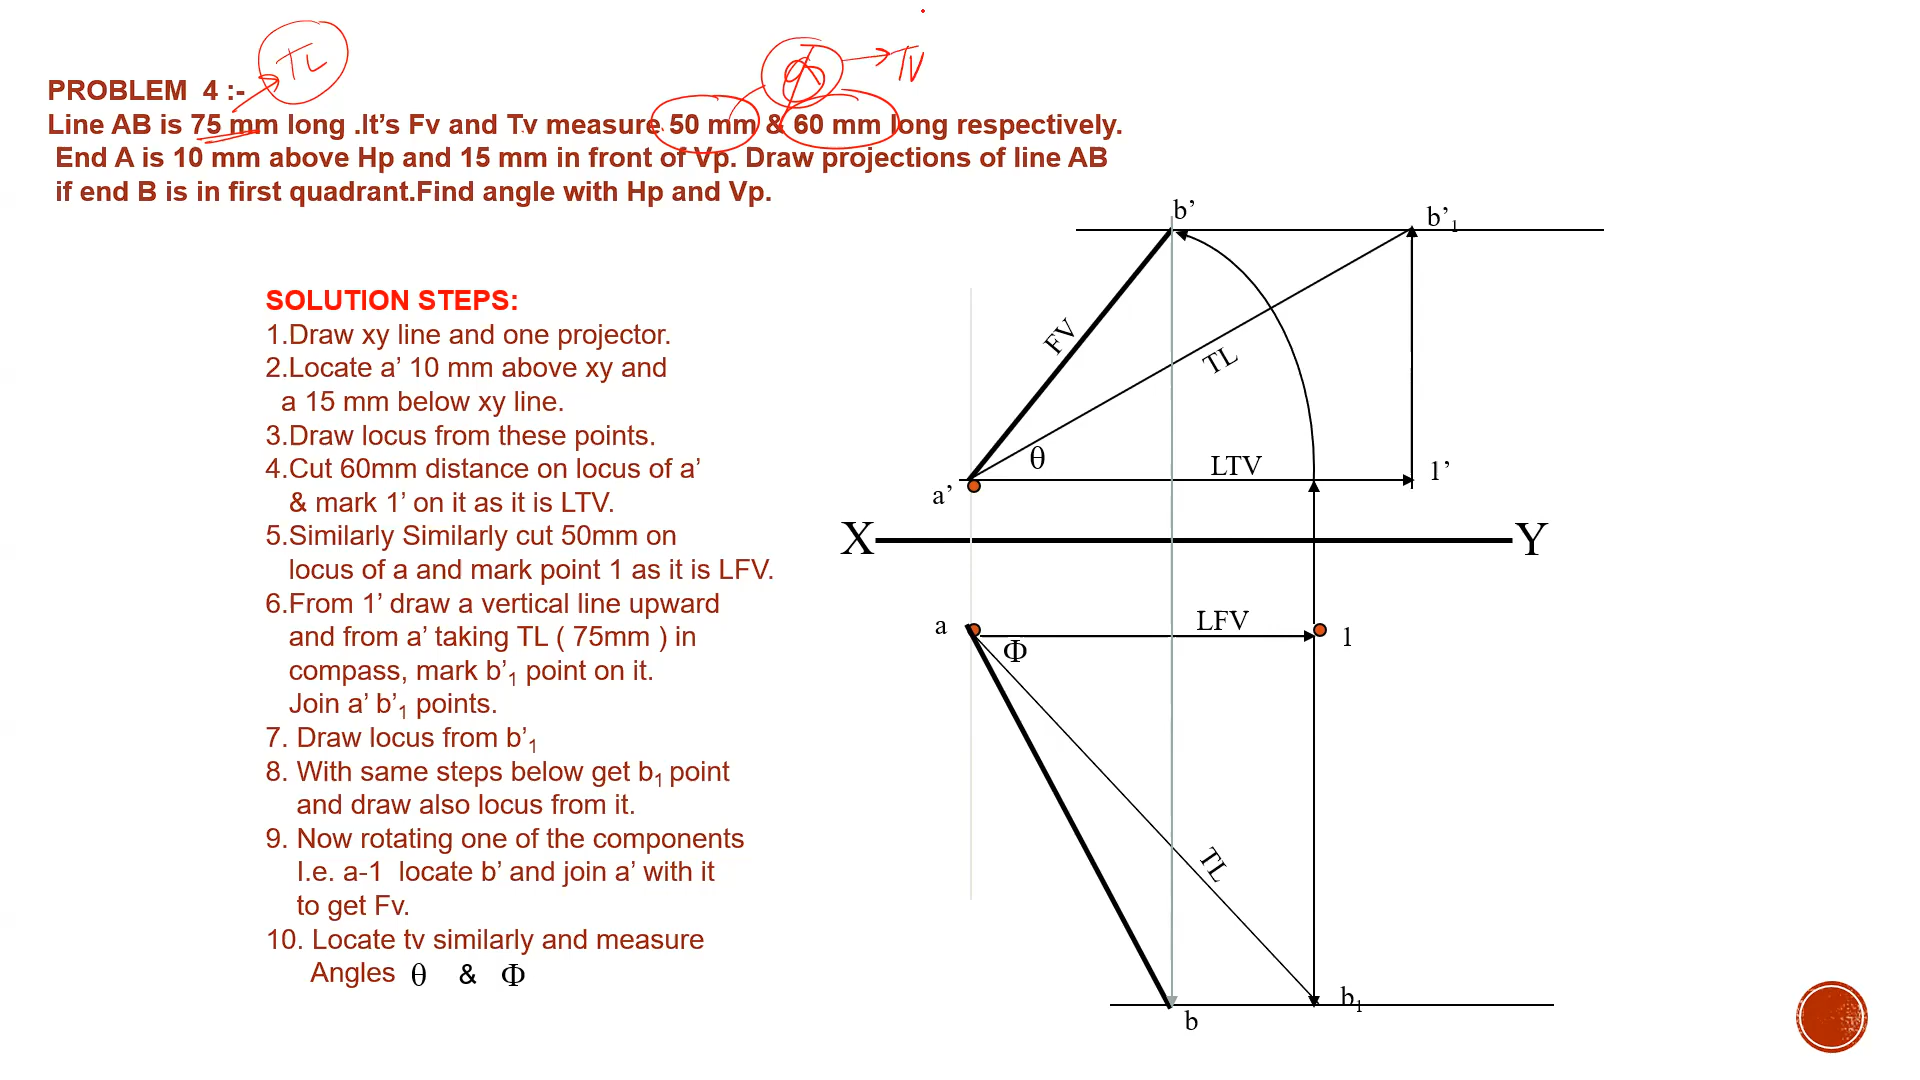 TL
TV
PROBLEM 4 :-
Line AB is 75 mm long .It’s Fv and Tv measure 50 mm & 60 mm long respectively.
End A is 10 mm above Hp and 15 mm in front of Vp. Draw projections of line AB
if end B is in first quadrant.Find angle with Hp and Vp.
SOLUTION STEPS:
1.Draw xy line and one projector.
2.Locate a’ 10 mm above xy and
a 15 mm below xy line.
3.Draw locus from these points.
4.Cut 60mm distance on locus of a’
& mark 1’ on it as it is LTV.
5.Similarly Similarly cut 50mm on
locus of a and mark point 1 as it is LFV.
6.From 1’ draw a vertical line upward
and from a’ taking TL ( 75mm ) in
compass, mark b’₁ point on it.
Join a’ b’₁ points.
7. Draw locus from b’₁
8. With same steps below get b₁ point
and draw also locus from it.
9. Now rotating one of the components
I.e. a-1 locate b’ and join a’ with it
to get Fv.
10. Locate tv similarly and measure
Angles θ & Φ
b’
b’₁
FV
TL
θ
LTV
1’
a’
X
Y
a
LFV
1
Φ
TL
b₁
b